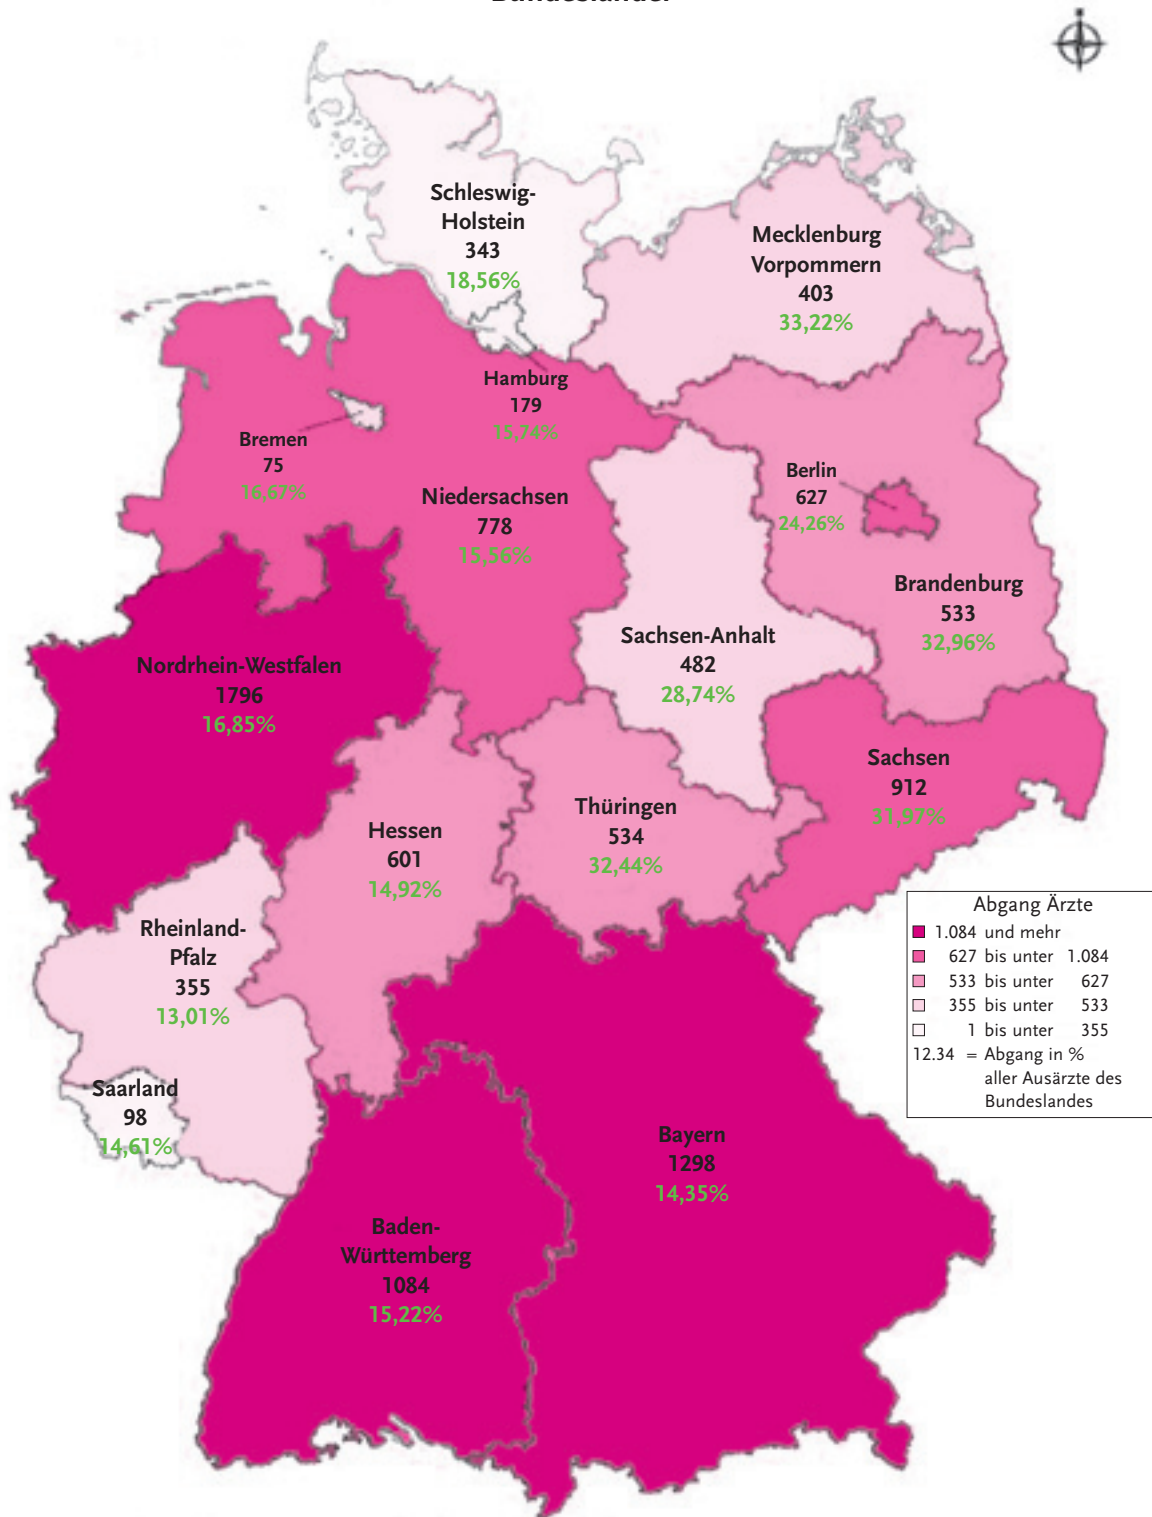 Bundesländer
Schleswig-
Holstein
343
18,56%
Mecklenburg
Vorpommern
403
33,22%
Hamburg
179
15,74%
Bremen
75
16,67%
Niedersachsen
778
15,56%
Berlin
627
24,26%
Brandenburg
533
32,96%
Sachsen-Anhalt
482
28,74%
Nordrhein-Westfalen
1796
16,85%
Sachsen
912
31,97%
Thüringen
534
32,44%
Hessen
601
14,92%
Rheinland-
Pfalz
355
13,01%
Saarland
98
14,61%
Bayern
1298
14,35%
Baden-
Württemberg
1084
15,22%
Abgang Ärzte
1.084 und mehr
627 bis unter 1.084
533 bis unter 627
355 bis unter 533
1 bis unter 355
12.34 = Abgang in %
aller Ausärzte des
Bundeslandes